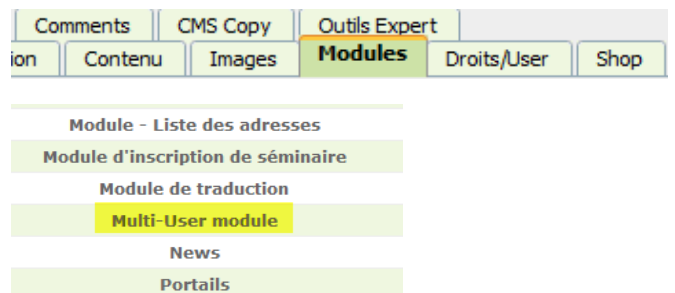 Comments CMS Copy Outils Expert
ion Contenu Images Modules Droits/User Shop
Module - Liste des adresses
Module d'inscription de séminaire
Module de traduction
Multi-User module
News
Portails